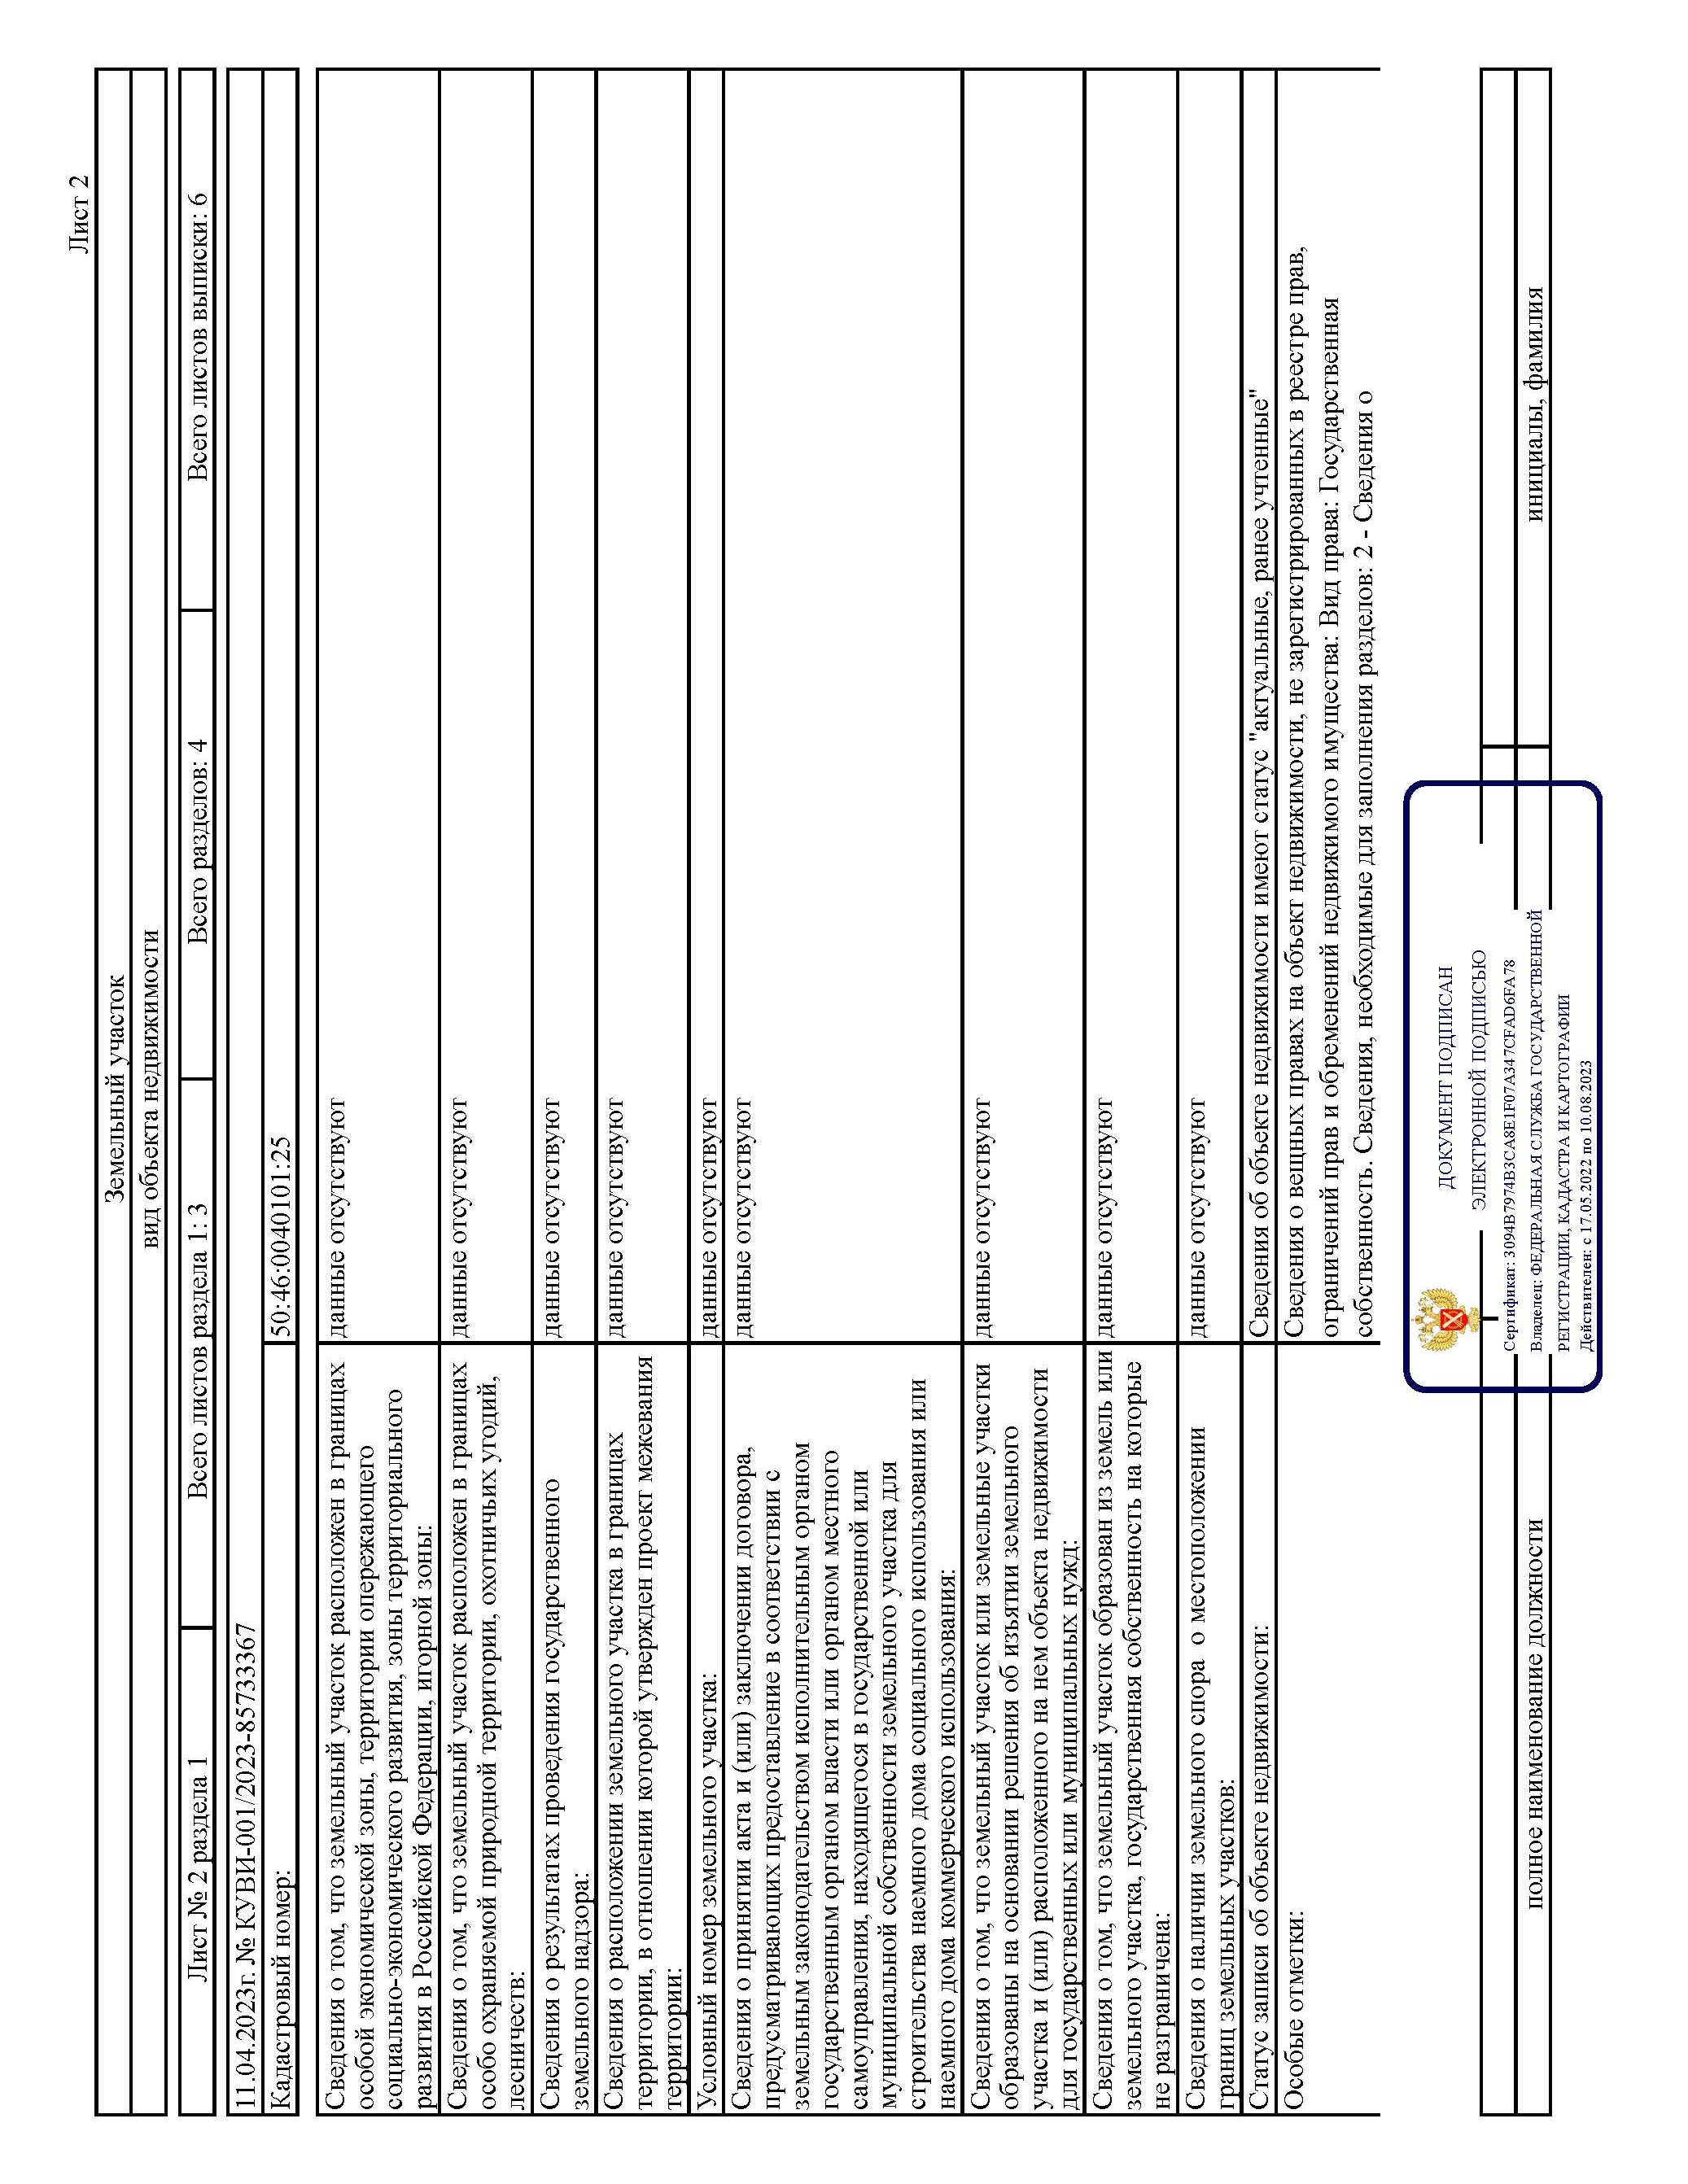 Лист 2
Земельный участок
вид объекта недвижимости
Лист № 2 раздела 1
Всего листов раздела 1: 3
Всего разделов: 4
Всего листов выписки: 6
11.04.2023г. № КУВИ-001/2023-85733367
Кадастровый номер:
50:46:0040101:25
Сведения о том, что земельный участок расположен в границах
особой экономической зоны, территории опережающего
социально-экономического развития, зоны территориального
развития в Российской Федерации, игорной зоны:
данные отсутствуют
Сведения о том, что земельный участок расположен в границах
особо охраняемой природной территории, охотничьих угодий,
лесничеств:
данные отсутствуют
Сведения о результатах проведения государственного
земельного надзора:
данные отсутствуют
Сведения о расположении земельного участка в границах
территории, в отношении которой утвержден проект межевания
территории:
данные отсутствуют
Условный номер земельного участка:
данные отсутствуют
Сведения о принятии акта и (или) заключении договора,
предусматривающих предоставление в соответствии с
земельным законодательством исполнительным органом
государственным органом власти или органом местного
самоуправления, находящегося в государственной или
муниципальной собственности земельного участка для
строительства наемного дома социального использования или
наемного дома коммерческого использования:
данные отсутствуют
Сведения о том, что земельный участок или земельные участки
образованы на основании решения об изъятии земельного
участка и (или) расположенного на нем объекта недвижимости
для государственных или муниципальных нужд:
данные отсутствуют
Сведения о том, что земельный участок образован из земель или
земельного участка, государственная собственность на которые
не разграничена:
данные отсутствуют
Сведения о наличии земельного спора о местоположении
границ земельных участков:
данные отсутствуют
Статус записи об объекте недвижимости:
Сведения об объекте недвижимости имеют статус "актуальные, ранее учтенные"
Особые отметки:
Сведения о вещных правах на объект недвижимости, не зарегистрированных в реестре прав,
ограничений прав и обременений недвижимого имущества: Вид права: Государственная
собственность. Сведения, необходимые для заполнения разделов: 2 - Сведения о
ДОКУМЕНТ ПОДПИСАН
ЭЛЕКТРОННОЙ ПОДПИСЬЮ
Сертификат: 3094B7974B3CA8E1F07A347CFAD6FA78
Владелец: ФЕДЕРАЛЬНАЯ СЛУЖБА ГОСУДАРСТВЕННОЙ
РЕГИСТРАЦИИ, КАДАСТРА И КАРТОГРАФИИ
Действителен: с 17.05.2022 по 10.08.2023
полное наименование должности
инициалы, фамилия